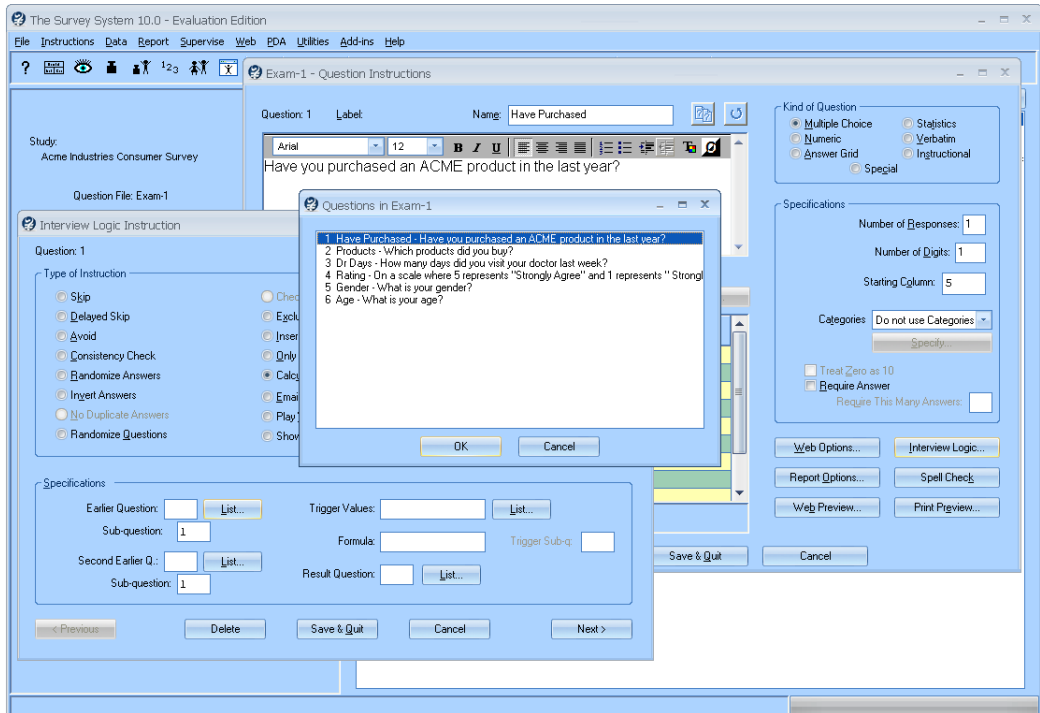 The Survey System 10.0 - Evaluation Edition
File Instructions Data Report Supervise Web PDA Utilities Add-ins Help
Exam-1 - Question Instructions
Question: 1 Label: Name: Have Purchased
Arial 12 B I U
Have you purchased an ACME product in the last year?
Kind of Question
Multiple Choice Statistics
Numeric Verbatim
Answer Grid Instructional
Special
Specifications
Number of Responses: 1
Number of Digits: 1
Starting Column: 5
Categories Do not use Categories
Specify...
Treat Zero as 10
Require Answer
Require This Many Answers:
Web Options... Interview Logic...
Report Options... Spell Check
Web Preview... Print Preview...
Save & Quit Cancel
Study:
Acme Industries Consumer Survey
Question File: Exam-1
Questions in Exam-1
1 Have Purchased - Have you purchased an ACME product in the last year?
2 Products - Which products did you buy?
3 Dr Days - How many days did you visit your doctor last week?
4 Rating - On a scale where 5 represents "Strongly Agree" and 1 represents " Strongl
5 Gender - What is your gender?
6 Age - What is your age?
OK Cancel
Interview Logic Instruction
Question: 1
Type of Instruction
Skip Chec
Delayed Skip Exclu
Avoid Inser
Consistency Check Only
Randomize Answers Calcu
Invert Answers Emai
No Duplicate Answers Play
Randomize Questions Show
Specifications
Earlier Question: List... Trigger Values: List...
Sub-question: 1
Formula: Trigger Sub-q:
Second Earlier Q.: List...
Result Question: List...
Sub-question: 1
< Previous Delete Save & Quit Cancel Next >